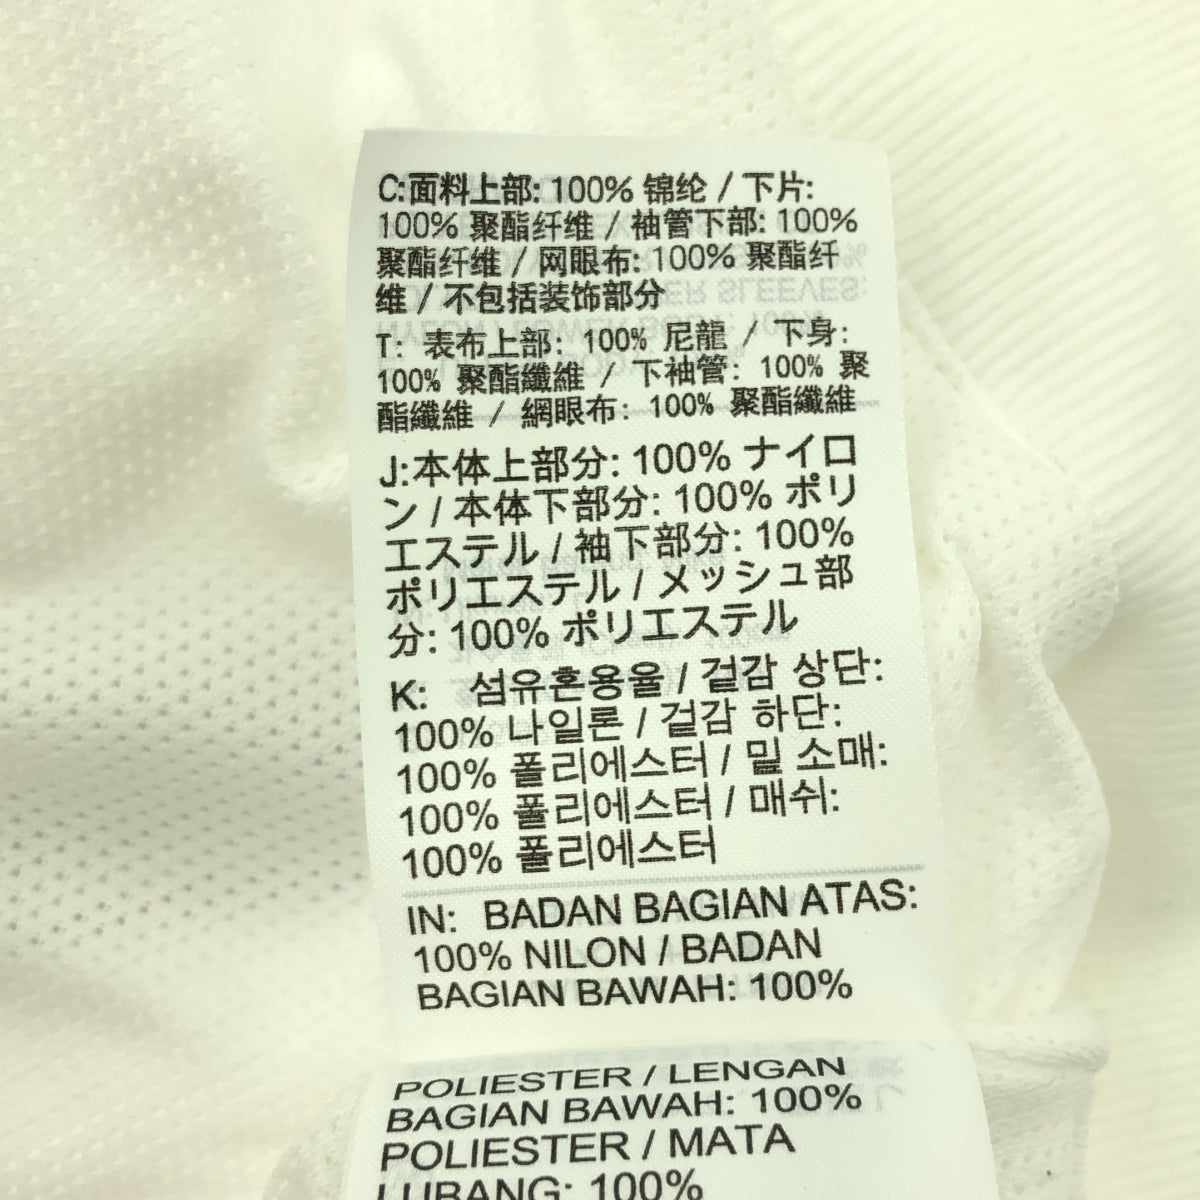 C:面料上部: 100% 锦纶 / 下片:
100% 聚酯纤维 / 袖管下部: 100%
聚酯纤维 / 网眼布: 100% 聚酯纤
维 / 不包括装饰部分
T: 表布上部: 100% 尼龍 / 下身:
100% 聚酯纖維 / 下袖管: 100% 聚
酯纖維 / 網眼布: 100% 聚酯纖維
J:本体上部分: 100% ナイロ
ン / 本体下部分: 100% ポリ
エステル / 袖下部分: 100%
ポリエステル / メッシュ部
分: 100% ポリエステル
K: 섬유혼용율 / 겉감 상단:
100% 나일론 / 겉감 하단:
100% 폴리에스터 / 밑 소매:
100% 폴리에스터 / 매쉬:
100% 폴리에스터
IN: BADAN BAGIAN ATAS:
100% NILON / BADAN
BAGIAN BAWAH: 100%
POLIESTER / LENGAN
BAGIAN BAWAH: 100%
POLIESTER / MATA
LUBANG: 100%